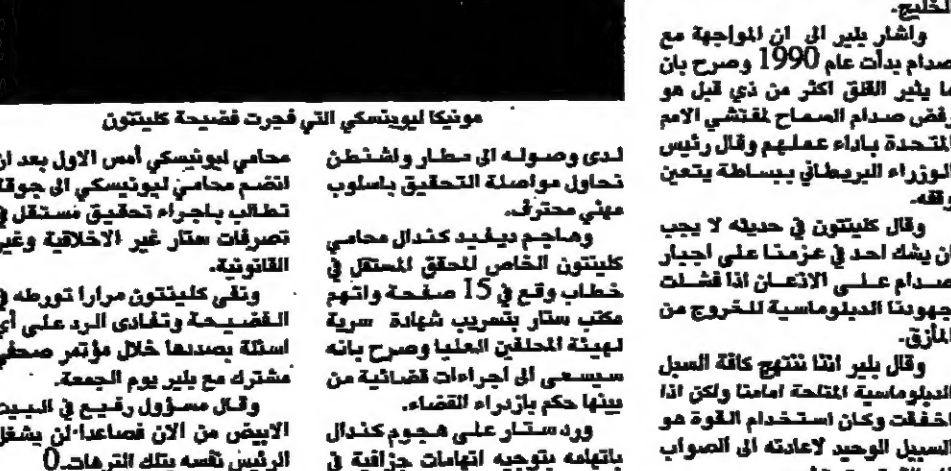 الخليج.
واشار بلير الى ان المواجهة مع
صدام بدأت عام 1990 وصرح بان
ما يثير القلق اكثر من ذي قبل هو
رفض صدام السماح لمفتشي الامم
المتحدة باداء عملهم وقال رئيس
الوزراء البريطاني ببساطة يتعين
وقفه.
وقال كلينتون في حديثه لا يجب
أن يشك احد في عزمنا على اجبار
صدام على الاذعان اذا فشلت
جهودنا الدبلوماسية للخروج من
المأزق.
وقال بلير اننا ننتهج كافة السبل
الدبلوماسية المتاحة امامنا ولكن اذا
اخفقت وكان استخدام القوة هو
السبيل الوحيد لاعادته الى الصواب
مونيكا ليوينسكي التي فجرت فضيحة كلينتون
لدى وصوله الى مطار واشنطن
تحاول مواصلة التحقيق باسلوب
مهني محترف.
وهاجم ديفيد كندال محامي
كلينتون الخاص المحقق المستقل في
خطاب وقع في 15 صفحة واتهم
مكتب ستار بتسريب شهادة سرية
لهيئة المحلفين العليا وصرح بانه
سيسعى الى اجراءات قضائية من
بينها حكم بازدراء القضاء.
ورد ستار على هجوم كندال
باتهامه بتوجيه اتهامات جزافية في
محامي ليونيسكي أمس الاول بعد ان
انضم محامي ليونيسكي الى جوقة
تطالب باجراء تحقيق مستقل في
تصرفات ستار غير الاخلاقية وغير
القانونية.
ونفى كلينتون مرارا تورطه في
الفضيحة وتفادى الرد على أي
اسئلة بصددها خلال مؤتمر صحفي
مشترك مع بلير يوم الجمعة.
وقال مسؤول رفيع في البيت
الابيض من الان فصاعدا لن يشغل
الرئيس نفسه بتلك الترهات.0